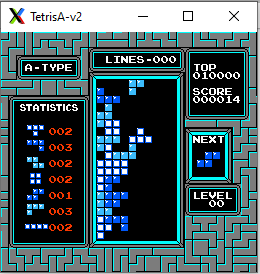 TetrisA-v2
LINES-000
A-TYPE
TOP
010000
SCORE
000014
STATISTICS
002
003
002
002
001
003
002
NEXT
LEVEL
00